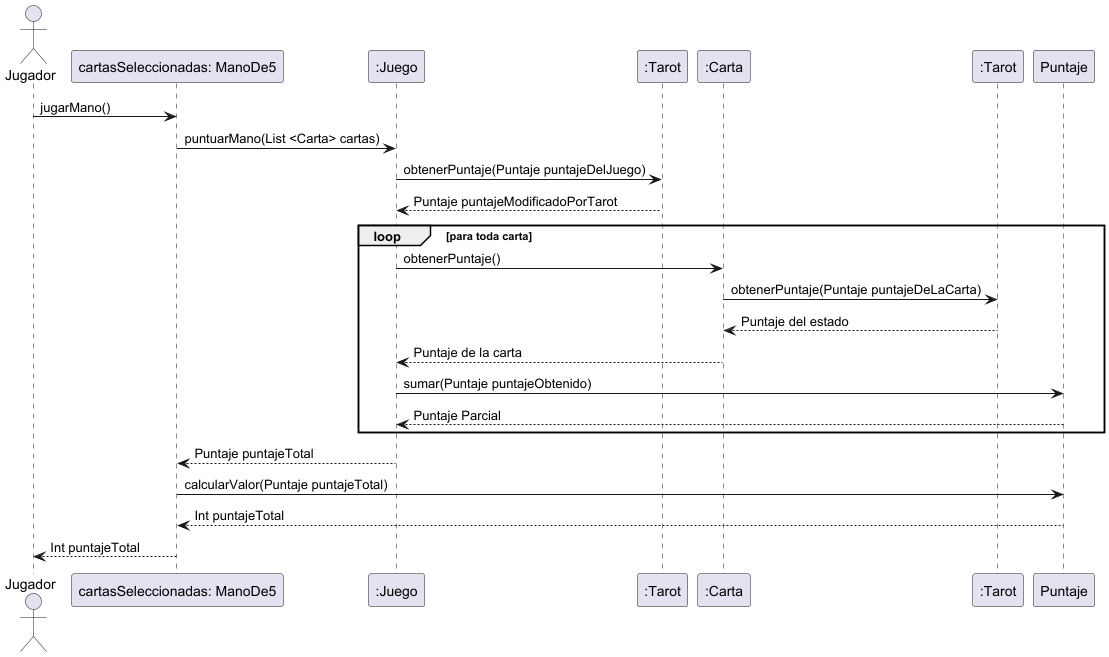 Jugador
cartasSeleccionadas: ManoDe5
:Juego
:Tarot
:Carta
:Tarot
Puntaje
jugarMano()
puntuarMano(List <Carta> cartas)
obtenerPuntaje(Puntaje puntajeDelJuego)
Puntaje puntajeModificadoPorTarot
loop
[para toda carta]
obtenerPuntaje()
obtenerPuntaje(Puntaje puntajeDeLaCarta)
Puntaje del estado
Puntaje de la carta
sumar(Puntaje puntajeObtenido)
Puntaje Parcial
Puntaje puntajeTotal
calcularValor(Puntaje puntajeTotal)
Int puntajeTotal
Int puntajeTotal
Jugador
cartasSeleccionadas: ManoDe5
:Juego
:Tarot
:Carta
:Tarot
Puntaje